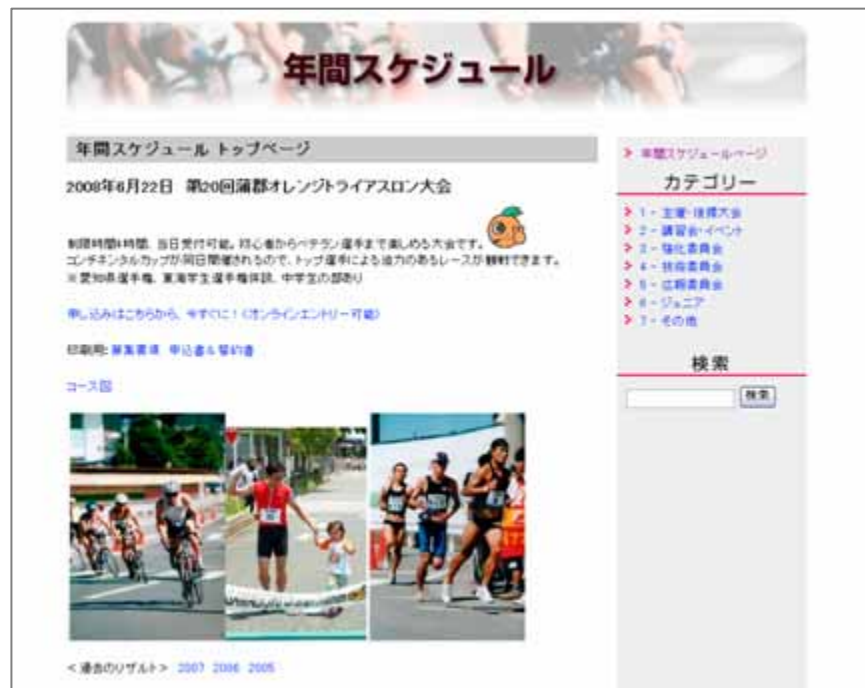 年間スケジュール
年間スケジュール トップページ
2008年6月22日 第20回蒲郡オレンジトライアスロン大会
制限時間4時間、当日受付可能。初心者からベテラン選手まで楽しめる大会です。
コンチネンタルカップが同日開催されるので、トップ選手による迫力のあるレースが観戦できます。
※愛知県選手権、東海学生選手権併設、中学生の部あり
申し込みはこちらから、今すぐに！(オンラインエントリー可能)
印刷用: 募集要項 申込書＆誓約書
コース図
＜過去のリザルト＞ 2007 2006 2005
年間スケジュールページ
カテゴリー
1 - 主催・後援大会
2 - 講習会・イベント
3 - 強化委員会
4 - 技術委員会
5 - 広報委員会
6 - ジュニア
7 - その他
検索
検索